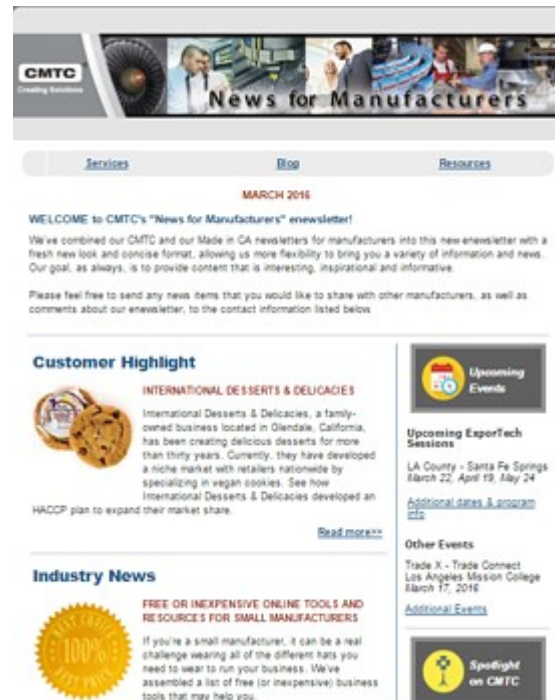 CMTC
Creating Solutions
News for Manufacturers
Services Blog Resources
MARCH 2016
WELCOME to CMTC's "News for Manufacturers" enewsletter!
We've combined our CMTC and our Made in CA newsletters for manufacturers into this new enewsletter with a
fresh new look and concise format, allowing us more flexibility to bring you a variety of information and news.
Our goal, as always, is to provide content that is interesting, inspirational and informative.
Please feel free to send any news items that you would like to share with other manufacturers, as well as
comments about our enewsletter, to the contact information listed below
Customer Highlight
INTERNATIONAL DESSERTS & DELICACIES
International Desserts & Delicacies, a family-
owned business located in Glendale, California,
has been creating delicious desserts for more
than thirty years. Currently, they have developed
a niche market with retailers nationwide by
specializing in vegan cookies. See how
International Desserts & Delicacies developed an
HACCP plan to expand their market share.
Read more>>
Industry News
BEST CHOICE
100%
BEST PRICE
FREE OR INEXPENSIVE ONLINE TOOLS AND
RESOURCES FOR SMALL MANUFACTURERS
If you're a small manufacturer, it can be a real
challenge wearing all of the different hats you
need to wear to run your business. We've
assembled a list of free (or inexpensive) business
tools that may help you.
Upcoming
Events
Upcoming ExporTech
Sessions
LA County - Santa Fe Springs
March 22, April 19, May 24
Additional dates & program
info
Other Events
Trade X - Trade Connect
Los Angeles Mission College
March 17, 2016
Additional Events
Spotlight
on CMTC